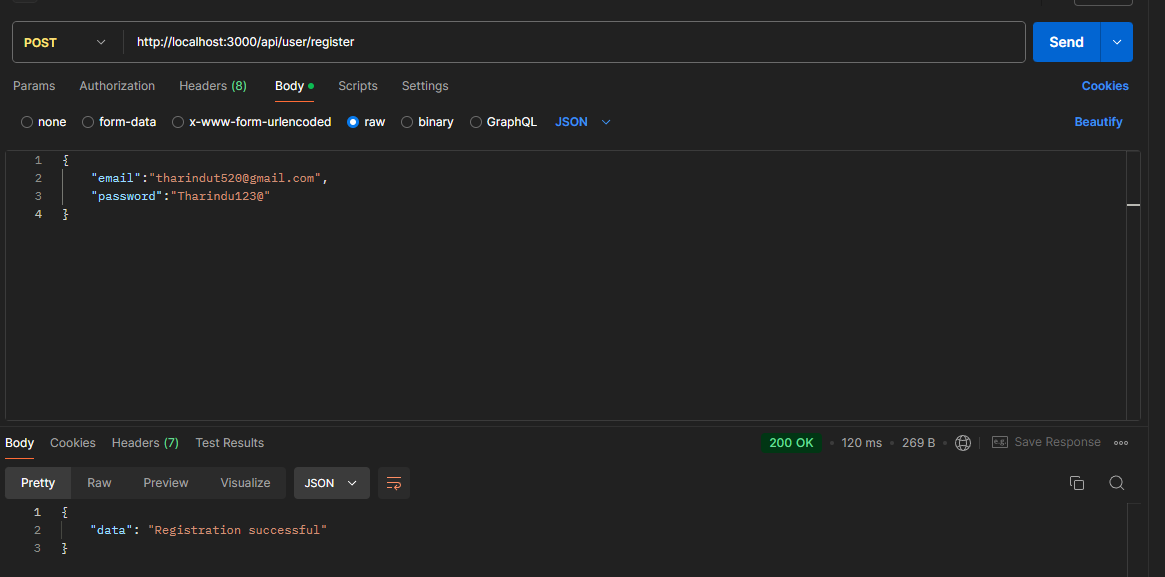 POST http://localhost:3000/api/user/register Send
Params Authorization Headers (8) Body Scripts Settings Cookies
none form-data x-www-form-urlencoded raw binary GraphQL JSON Beautify
1 {
2 "email":"tharindut520@gmail.com",
3 "password":"Tharindu123@"
4 }
Body Cookies Headers (7) Test Results 200 OK • 120 ms • 269 B • e.g. Save Response
Pretty Raw Preview Visualize JSON
1 {
2 "data": "Registration successful"
3 }